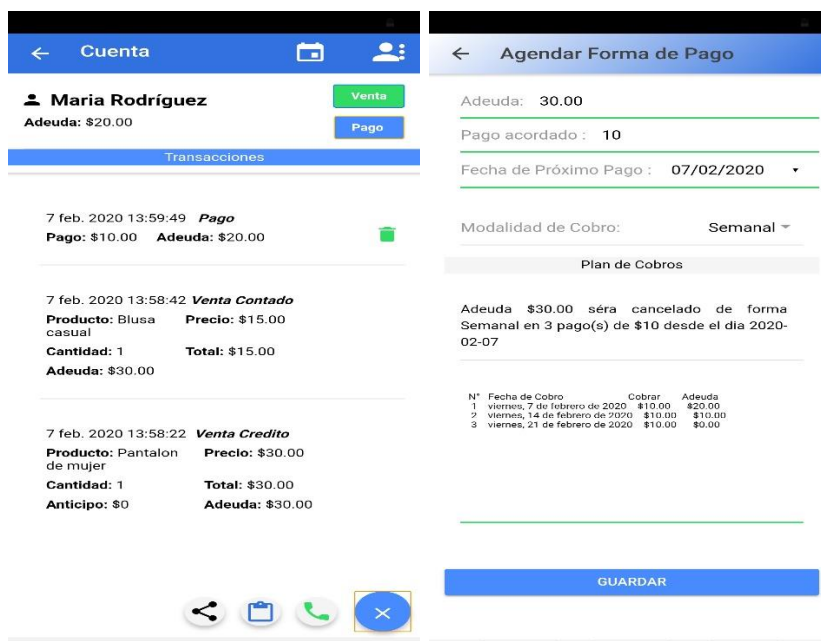 Cuenta
Maria Rodríguez
Adeuda: $20.00
Venta
Pago
Transacciones
7 feb. 2020 13:59:49 Pago
Pago: $10.00 Adeuda: $20.00
7 feb. 2020 13:58:42 Venta Contado
Producto: Blusa casual Precio: $15.00
Cantidad: 1 Total: $15.00
Adeuda: $30.00
7 feb. 2020 13:58:22 Venta Credito
Producto: Pantalon de mujer Precio: $30.00
Cantidad: 1 Total: $30.00
Anticipo: $0 Adeuda: $30.00
Agendar Forma de Pago
Adeuda: 30.00
Pago acordado : 10
Fecha de Próximo Pago : 07/02/2020
Modalidad de Cobro: Semanal
Plan de Cobros
Adeuda $30.00 séra cancelado de forma
Semanal en 3 pago(s) de $10 desde el dia 2020-
02-07
N° Fecha de Cobro Cobrar Adeuda
1 viernes, 7 de febrero de 2020 $10.00 $20.00
2 viernes, 14 de febrero de 2020 $10.00 $10.00
3 viernes, 21 de febrero de 2020 $10.00 $0.00
GUARDAR